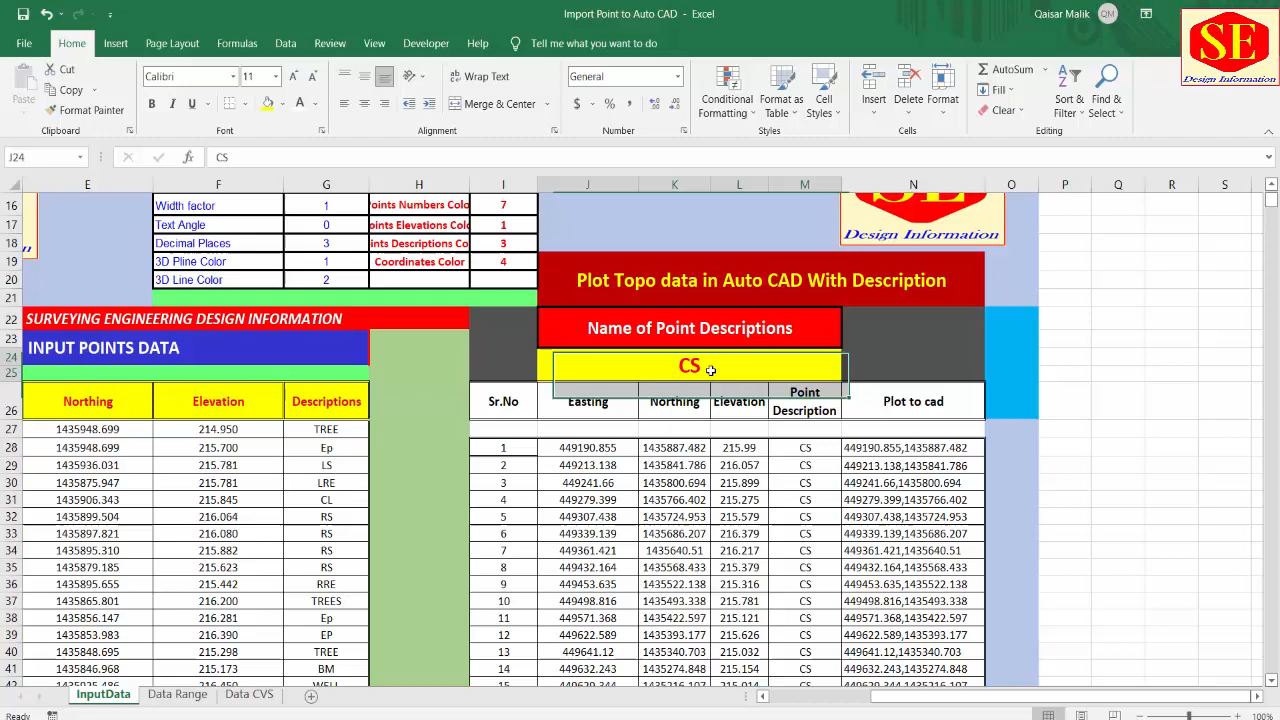 Import Point to Auto CAD - Excel
Qaisar Malik QM
SE
Design Information
File Home Insert Page Layout Formulas Data Review View Developer Help Tell me what you want to do
Paste
Cut
Copy
Format Painter
Clipboard
Calibri 11
B I U
Font
Wrap Text
Merge & Center
Alignment
General
$ % ,
Number
Conditional Formatting
Format as Table
Cell Styles
Styles
Insert Delete Format
Cells
AutoSum
Fill
Clear
Sort & Filter
Find & Select
Editing
J24 fx CS
E F G H I J K L M N O P Q R S
16 Width factor 1 Points Numbers Colo 7
17 Text Angle 0 Points Elevations Colo 1
18 Decimal Places 3 ints Descriptions Co 3
Design Information
19 3D Pline Color 1 Coordinates Color 4
20 3D Line Color 2 Plot Topo data in Auto CAD With Description
21
22 SURVEYING ENGINEERING DESIGN INFORMATION Name of Point Descriptions
23 INPUT POINTS DATA
24 CS
25
26 Northing Elevation Descriptions Sr.No Easting Northing Elevation Point Description Plot to cad
27 1435948.699 214.950 TREE
28 1435948.699 215.700 Ep 1 449190.855 1435887.482 215.99 CS 449190.855,1435887.482
29 1435936.031 215.781 LS 2 449213.138 1435841.786 216.057 CS 449213.138,1435841.786
30 1435875.947 215.781 LRE 3 449241.66 1435800.694 215.899 CS 449241.66,1435800.694
31 1435906.343 215.845 CL 4 449279.399 1435766.402 215.275 CS 449279.399,1435766.402
32 1435899.504 216.064 RS 5 449307.438 1435724.953 215.579 CS 449307.438,1435724.953
33 1435897.821 216.080 RS 6 449339.139 1435686.207 216.379 CS 449339.139,1435686.207
34 1435895.310 215.882 RS 7 449361.421 1435640.51 216.217 CS 449361.421,1435640.51
35 1435879.185 215.623 RS 8 449432.164 1435568.433 215.379 CS 449432.164,1435568.433
36 1435895.655 215.442 RRE 9 449453.635 1435522.138 215.316 CS 449453.635,1435522.138
37 1435865.801 216.200 TREES 10 449498.816 1435493.338 215.781 CS 449498.816,1435493.338
38 1435856.147 216.281 Ep 11 449571.368 1435422.597 215.121 CS 449571.368,1435422.597
39 1435853.983 216.390 EP 12 449622.589 1435393.177 215.626 CS 449622.589,1435393.177
40 1435848.695 215.298 TREE 13 449641.12 1435340.703 215.032 CS 449641.12,1435340.703
41 1435846.968 215.173 BM 14 449632.243 1435274.848 215.154 CS 449632.243,1435274.848
InputData Data Range Data CVS
Ready 100%